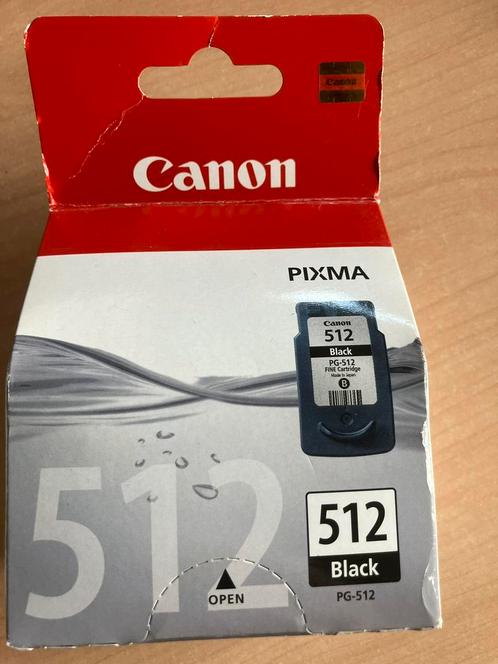 Canon
Canon
PIXMA
Canon
512
Black
PG-512
FINE Cartridge
Made in Japan
B
512
512
Black
PG-512
OPEN